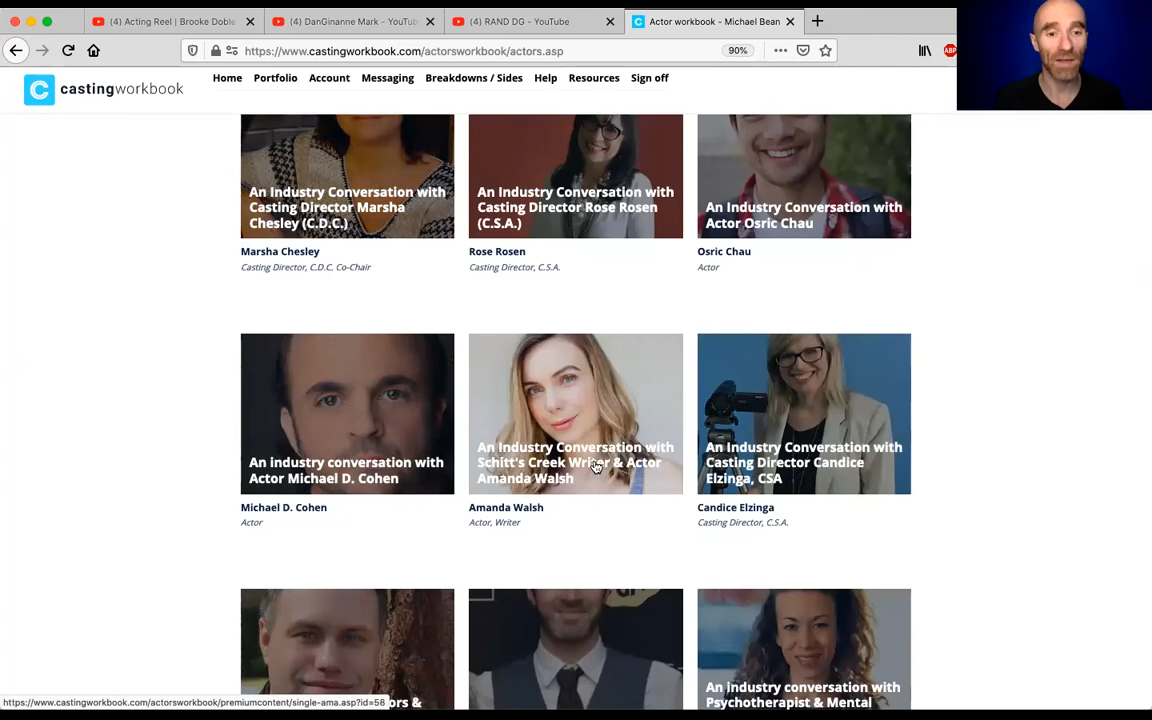 (4) Acting Reel | Brooke Doble
(4) DanGinanne Mark - YouTub
(4) RAND DG - YouTube
Actor workbook - Michael Bean
https://www.castingworkbook.com/actorsworkbook/actors.asp
90%
ABP
C castingworkbook
Home Portfolio Account Messaging Breakdowns / Sides Help Resources Sign off
An Industry Conversation with
Casting Director Marsha
Chesley (C.D.C.)
Marsha Chesley
Casting Director, C.D.C. Co-Chair
An Industry Conversation with
Casting Director Rose Rosen
(C.S.A.)
Rose Rosen
Casting Director, C.S.A.
An Industry Conversation with
Actor Osric Chau
Osric Chau
Actor
An industry conversation with
Actor Michael D. Cohen
Michael D. Cohen
Actor
An Industry Conversation with
Schitt's Creek Writer & Actor
Amanda Walsh
Amanda Walsh
Actor, Writer
An Industry Conversation with
Casting Director Candice
Elzinga, CSA
Candice Elzinga
Casting Director, C.S.A.
ors &
An industry conversation with
Psychotherapist & Mental
https://www.castingworkbook.com/actorsworkbook/premiumcontent/single-ama.asp?id=58